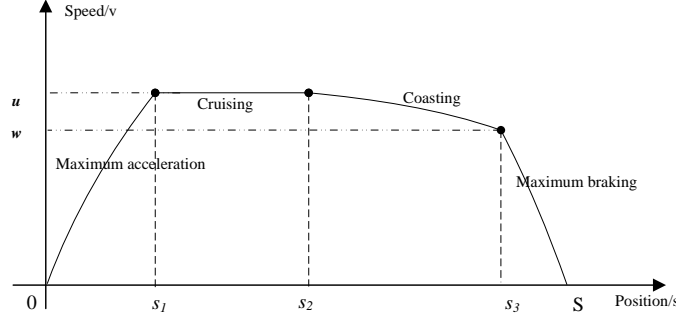 Speed/v
u
Cruising
Coasting
w
Maximum acceleration
Maximum braking
0
s1
s2
s3
S
Position/s